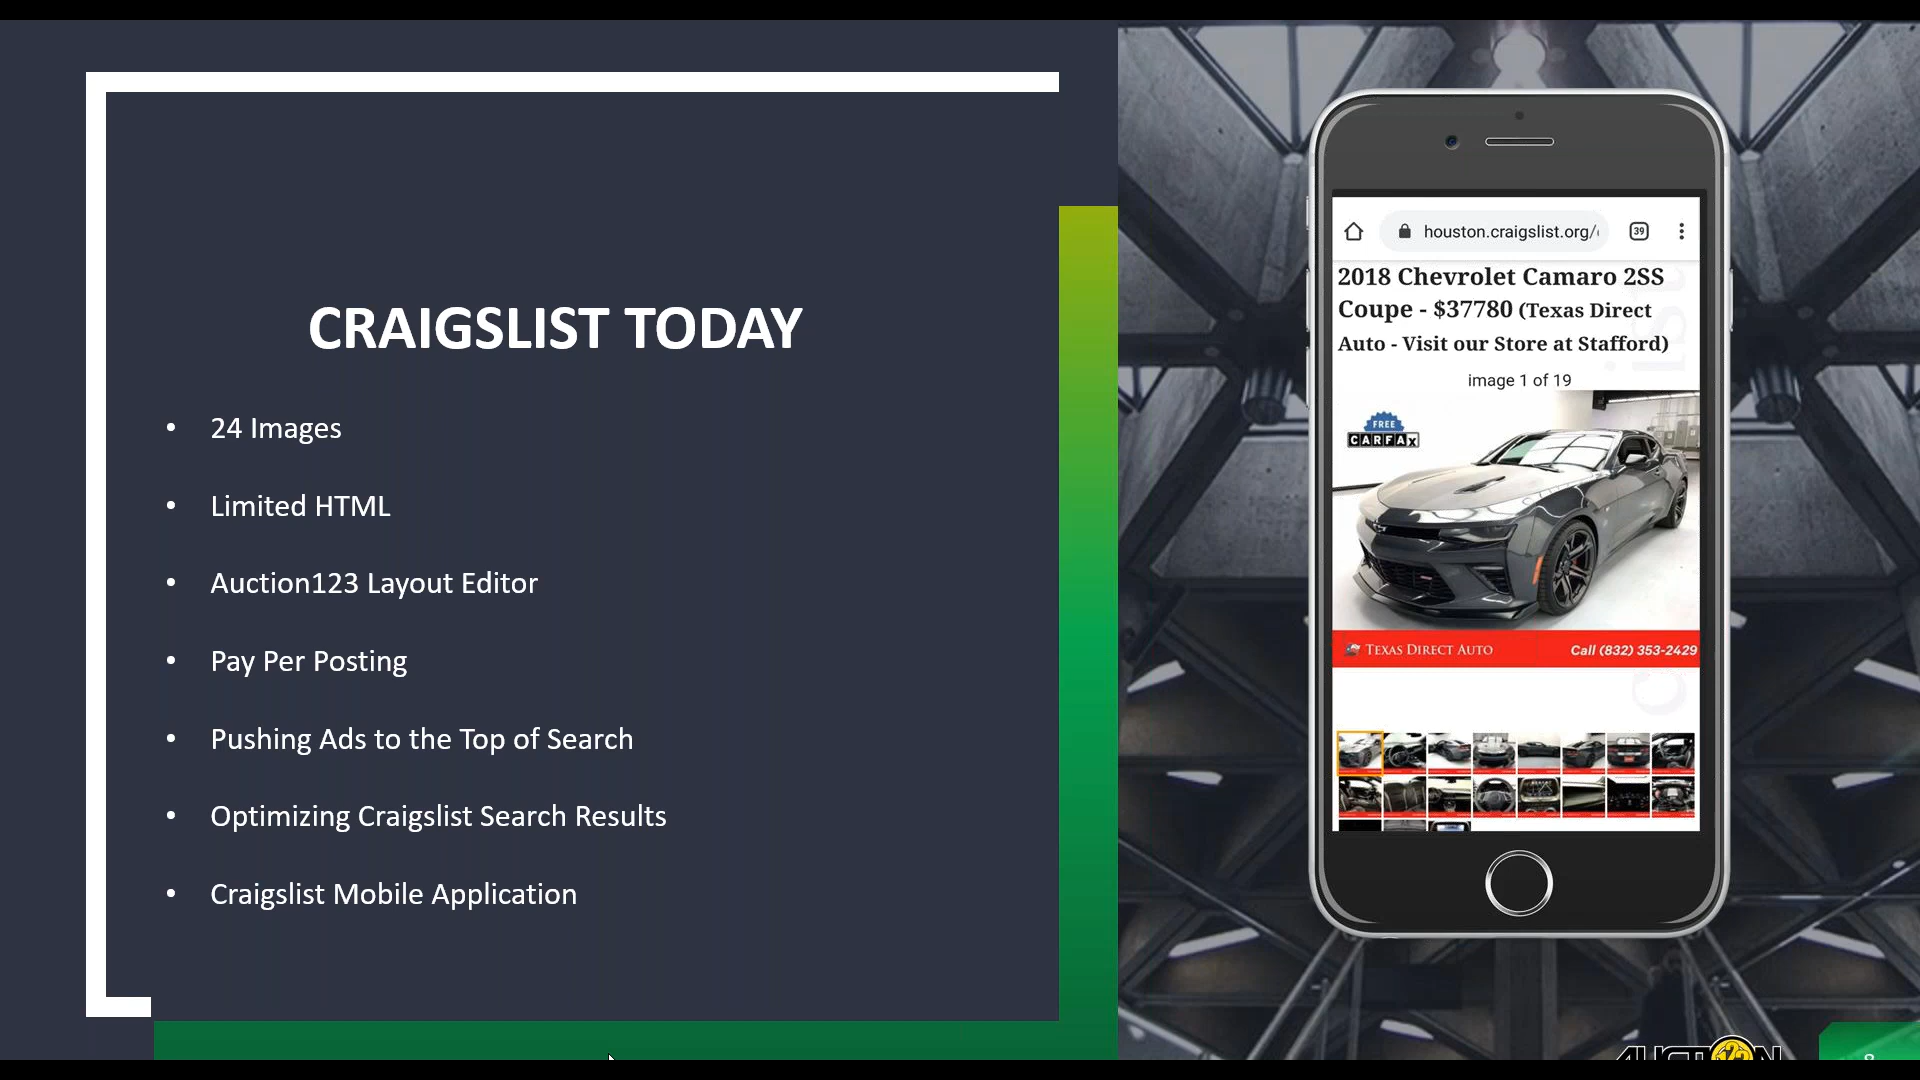 CRAIGSLIST TODAY
• 24 Images
• Limited HTML
• Auction123 Layout Editor
• Pay Per Posting
• Pushing Ads to the Top of Search
• Optimizing Craigslist Search Results
• Craigslist Mobile Application
houston.craigslist.org/
39
2018 Chevrolet Camaro 2SS
Coupe - $37780 (Texas Direct
Auto - Visit our Store at Stafford)
image 1 of 19
FREE
CARFAX
TEXAS DIRECT AUTO
Call (832) 353-2429